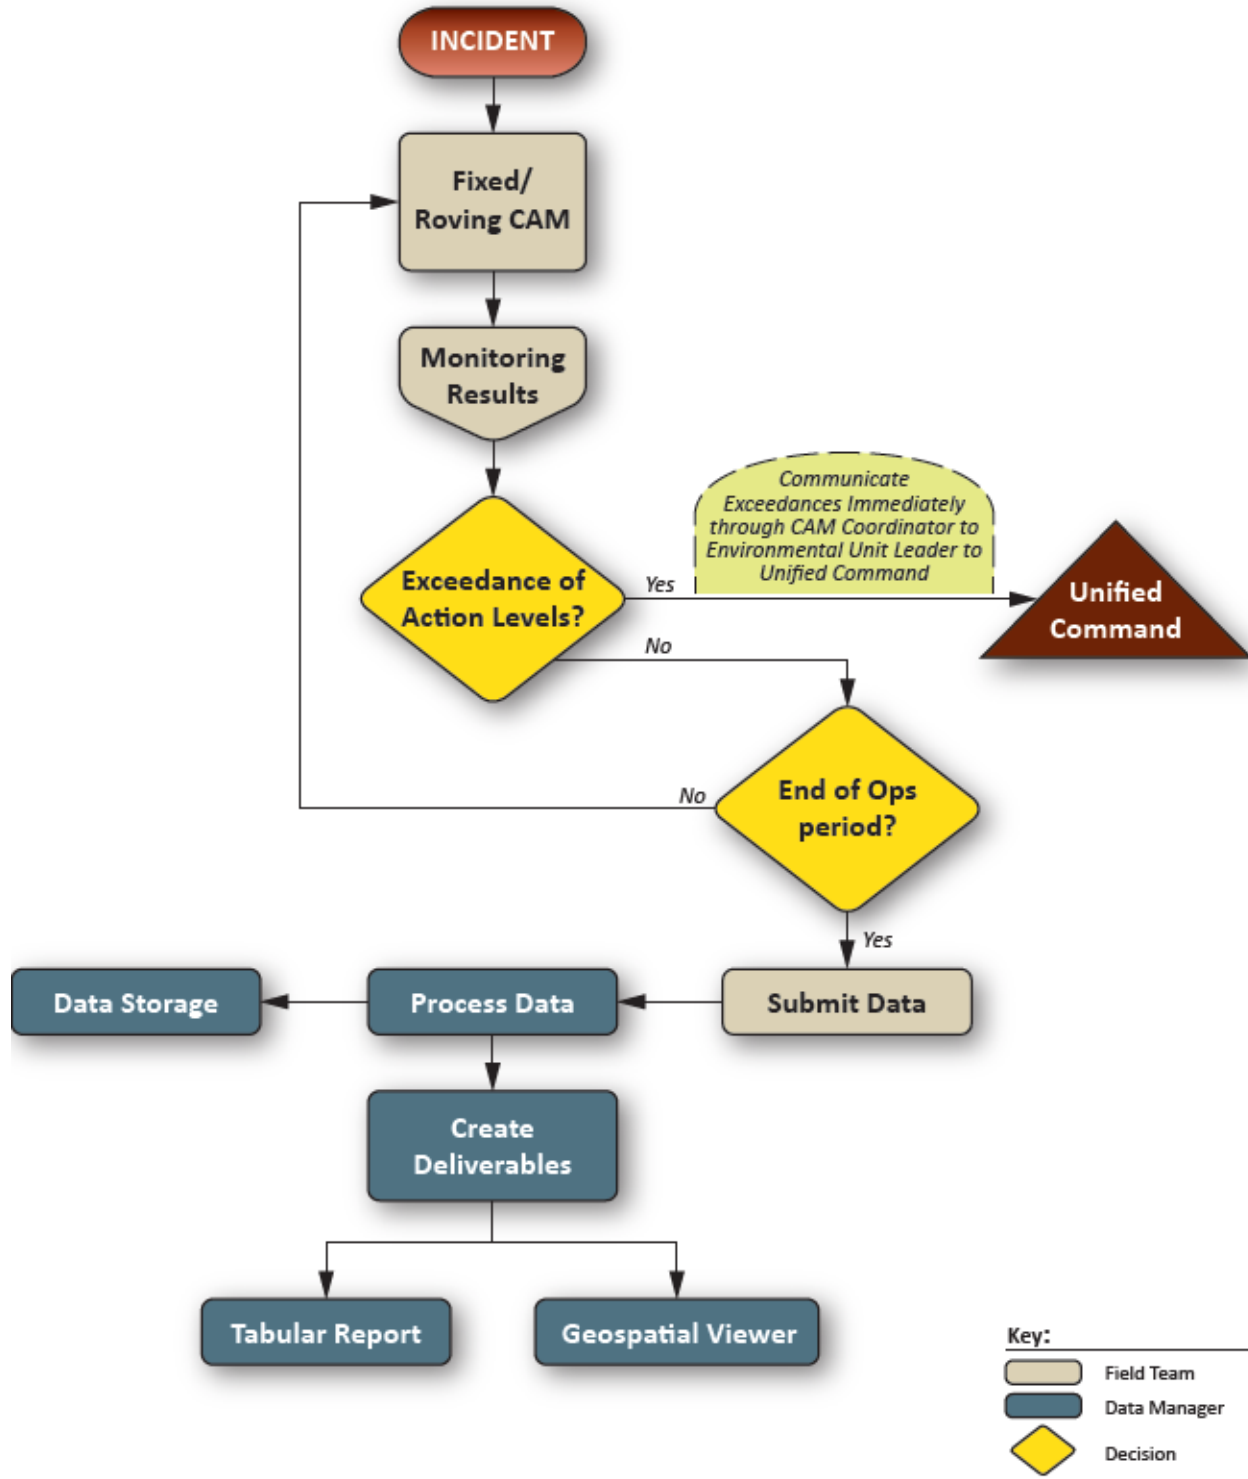 INCIDENT
Fixed/
Roving CAM
Monitoring
Results
Communicate
Exceedances Immediately
through CAM Coordinator to
Environmental Unit Leader to
Unified Command
Exceedance of
Action Levels?
Yes
Unified
Command
No
End of Ops
period?
No
Yes
Data Storage
Process Data
Submit Data
Create
Deliverables
Tabular Report
Geospatial Viewer
Key:
Field Team
Data Manager
Decision